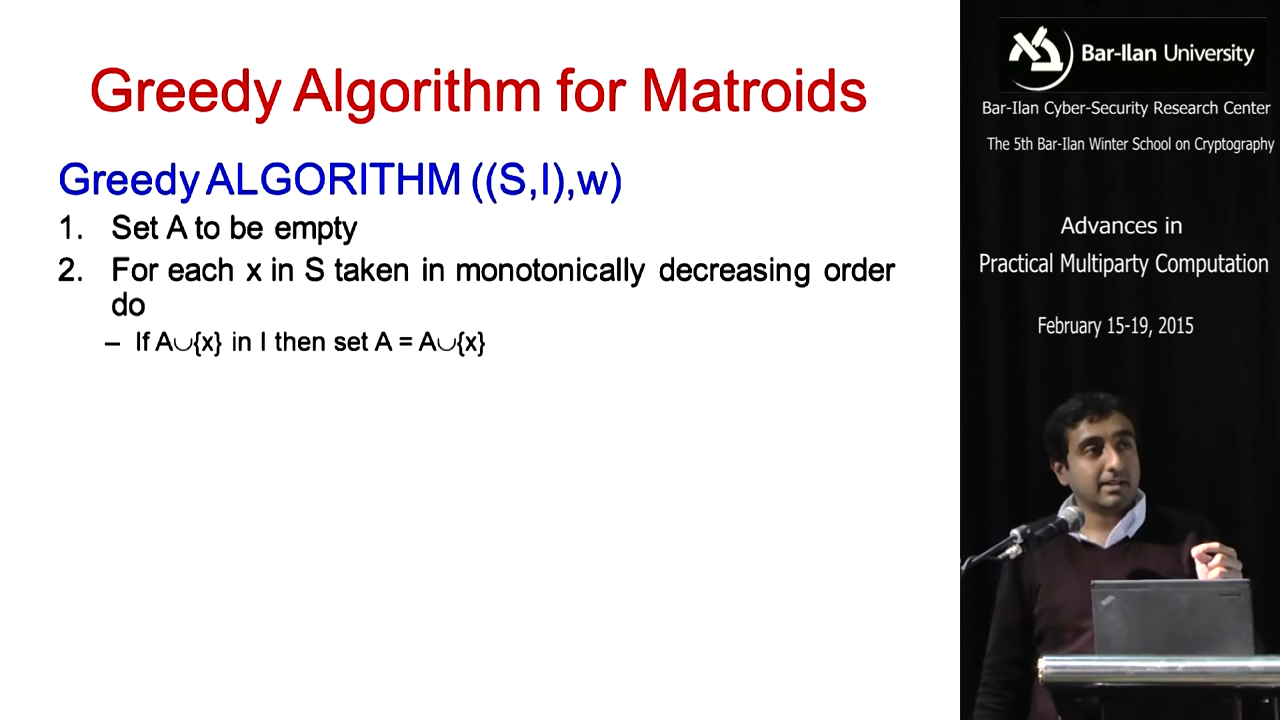 Greedy Algorithm for Matroids
Greedy ALGORITHM ((S,I),w)
1. Set A to be empty
2. For each x in S taken in monotonically decreasing order
do
– If A∪{x} in I then set A = A∪{x}
Bar-Ilan University
Bar-Ilan Cyber-Security Research Center
The 5th Bar-Ilan Winter School on Cryptography
Advances in
Practical Multiparty Computation
February 15-19, 2015